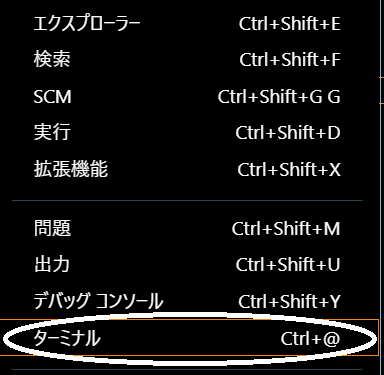 エクスプローラー Ctrl+Shift+E
検索 Ctrl+Shift+F
SCM Ctrl+Shift+G G
実行 Ctrl+Shift+D
拡張機能 Ctrl+Shift+X
問題 Ctrl+Shift+M
出力 Ctrl+Shift+U
デバッグ コンソール Ctrl+Shift+Y
ターミナル Ctrl+@